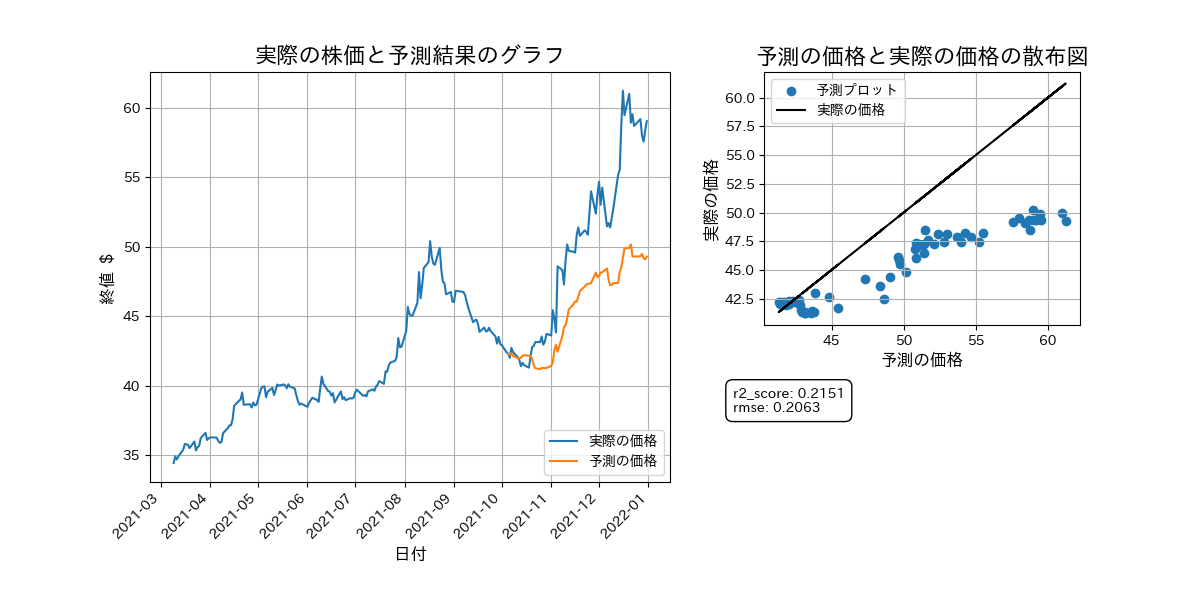 実際の株価と予測結果のグラフ
終値 $
60
55
50
45
40
35
2021-03
2021-04
2021-05
2021-06
2021-07
2021-08
2021-09
2021-10
2021-11
2021-12
2022-01
日付
実際の価格
予測の価格
予測の価格と実際の価格の散布図
実際の価格
60.0
57.5
55.0
52.5
50.0
47.5
45.0
42.5
45
50
55
60
予測の価格
予測プロット
実際の価格
r2_score: 0.2151
rmse: 0.2063